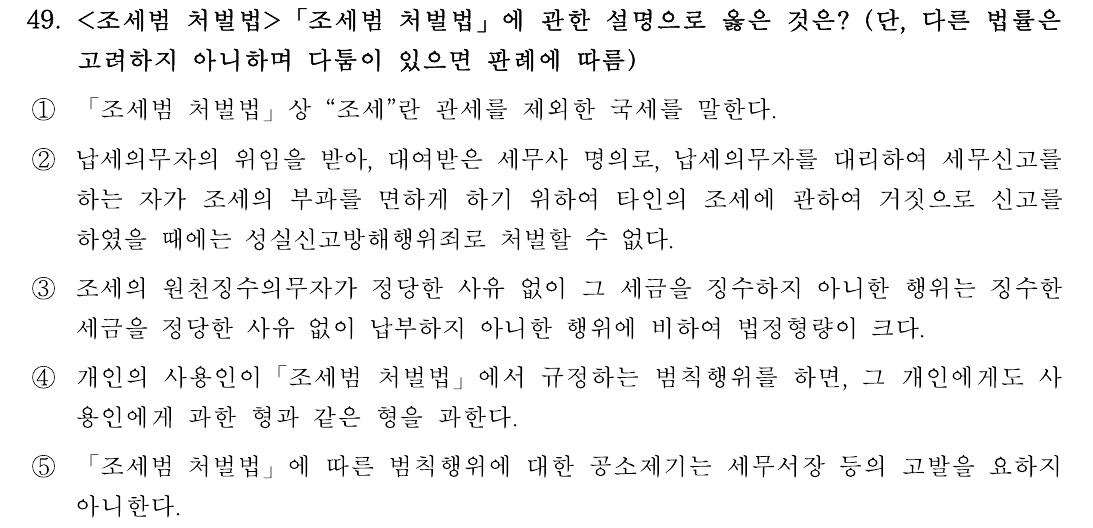 49. <조세범 처벌법>「조세범 처벌법」에 관한 설명으로 옳은 것은? (단, 다른 법률은
고려하지 아니하며 다툼이 있으면 판례에 따름)
① 「조세범 처벌법」상 “조세”란 관세를 제외한 국세를 말한다.
② 납세의무자의 위임을 받아, 대여받은 세무사 명의로, 납세의무자를 대리하여 세무신고를
하는 자가 조세의 부과를 면하게 하기 위하여 타인의 조세에 관하여 거짓으로 신고를
하였을 때에는 성실신고방해행위죄로 처벌할 수 없다.
③ 조세의 원천징수의무자가 정당한 사유 없이 그 세금을 징수하지 아니한 행위는 징수한
세금을 정당한 사유 없이 납부하지 아니한 행위에 비하여 법정형량이 크다.
④ 개인의 사용인이「조세범 처벌법」에서 규정하는 범칙행위를 하면, 그 개인에게도 사
용인에게 과한 형과 같은 형을 과한다.
⑤ 「조세범 처벌법」에 따른 범칙행위에 대한 공소제기는 세무서장 등의 고발을 요하지
아니한다.